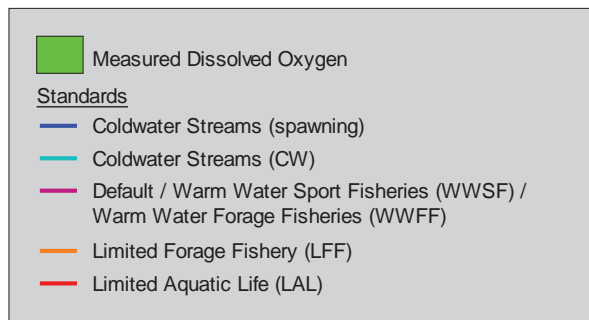 Measured Dissolved Oxygen
Standards
Coldwater Streams (spawning)
Coldwater Streams (CW)
Default / Warm Water Sport Fisheries (WWSF) /
Warm Water Forage Fisheries (WWFF)
Limited Forage Fishery (LFF)
Limited Aquatic Life (LAL)